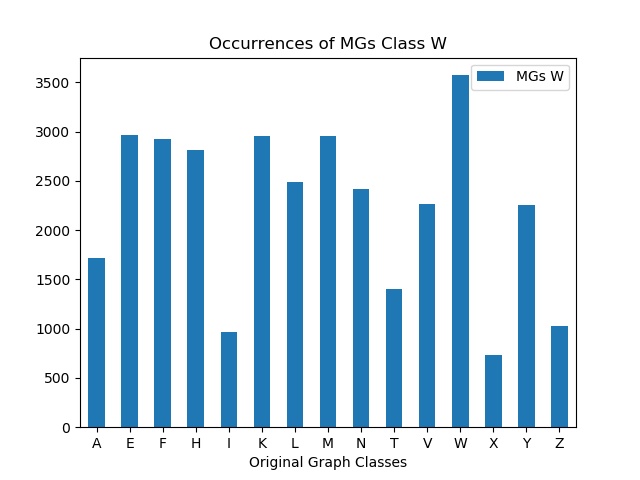 Occurrences of MGs Class W
MGs W
3500
3000
2500
2000
1500
1000
500
0
A E F H I K L M N T V W X Y Z
Original Graph Classes